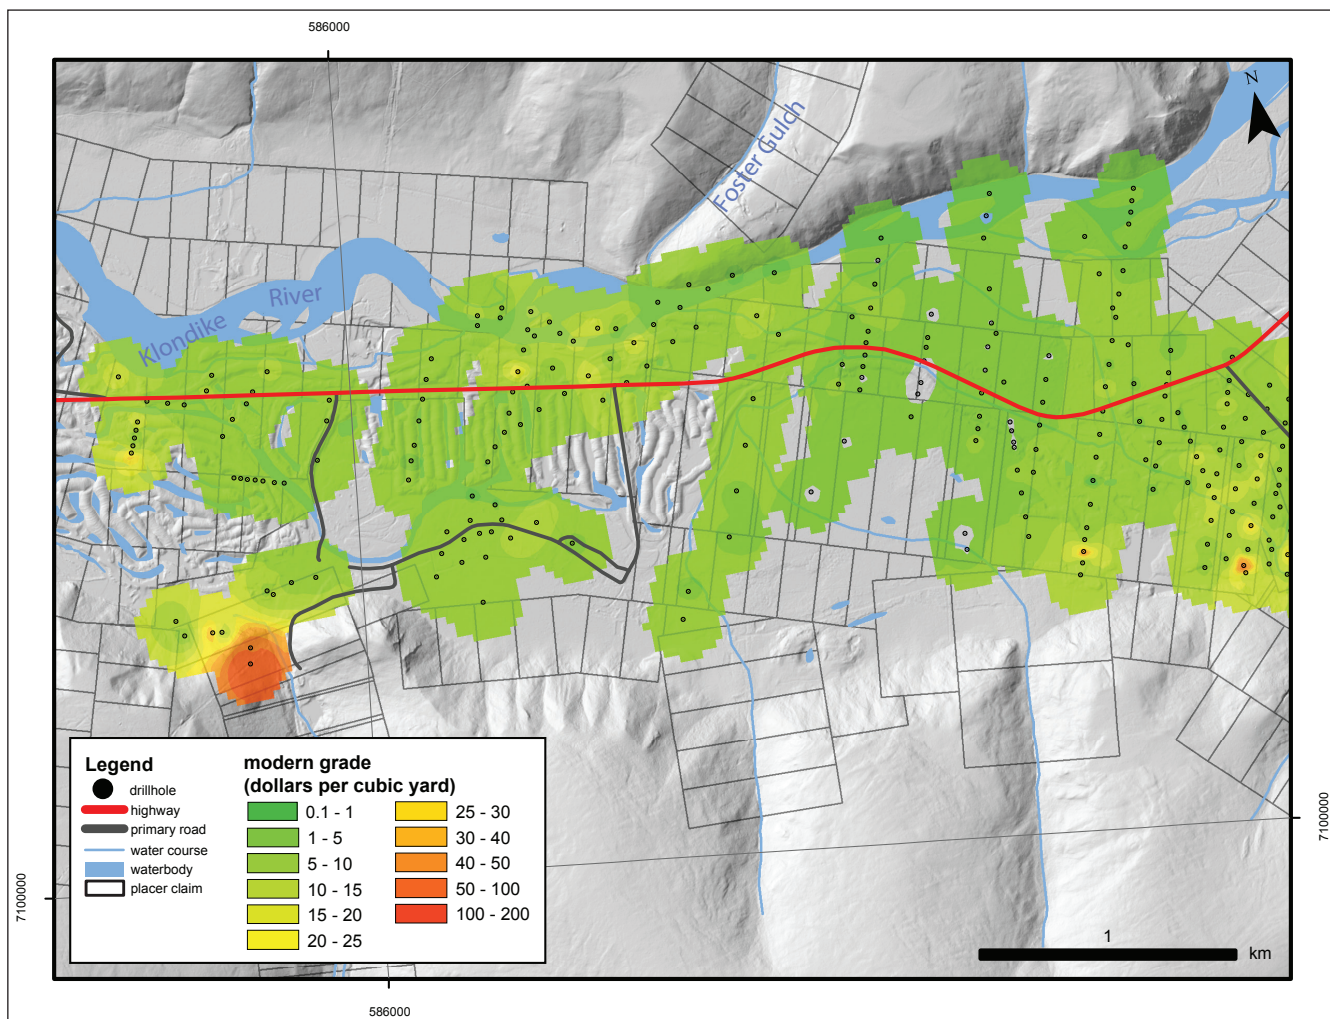 586000
N
Foster Gulch
Klondike River
Legend
drillhole
highway
primary road
water course
waterbody
placer claim
modern grade
(dollars per cubic yard)
0.1 - 1
1 - 5
5 - 10
10 - 15
15 - 20
20 - 25
25 - 30
30 - 40
40 - 50
50 - 100
100 - 200
1
km
7100000
7100000
586000